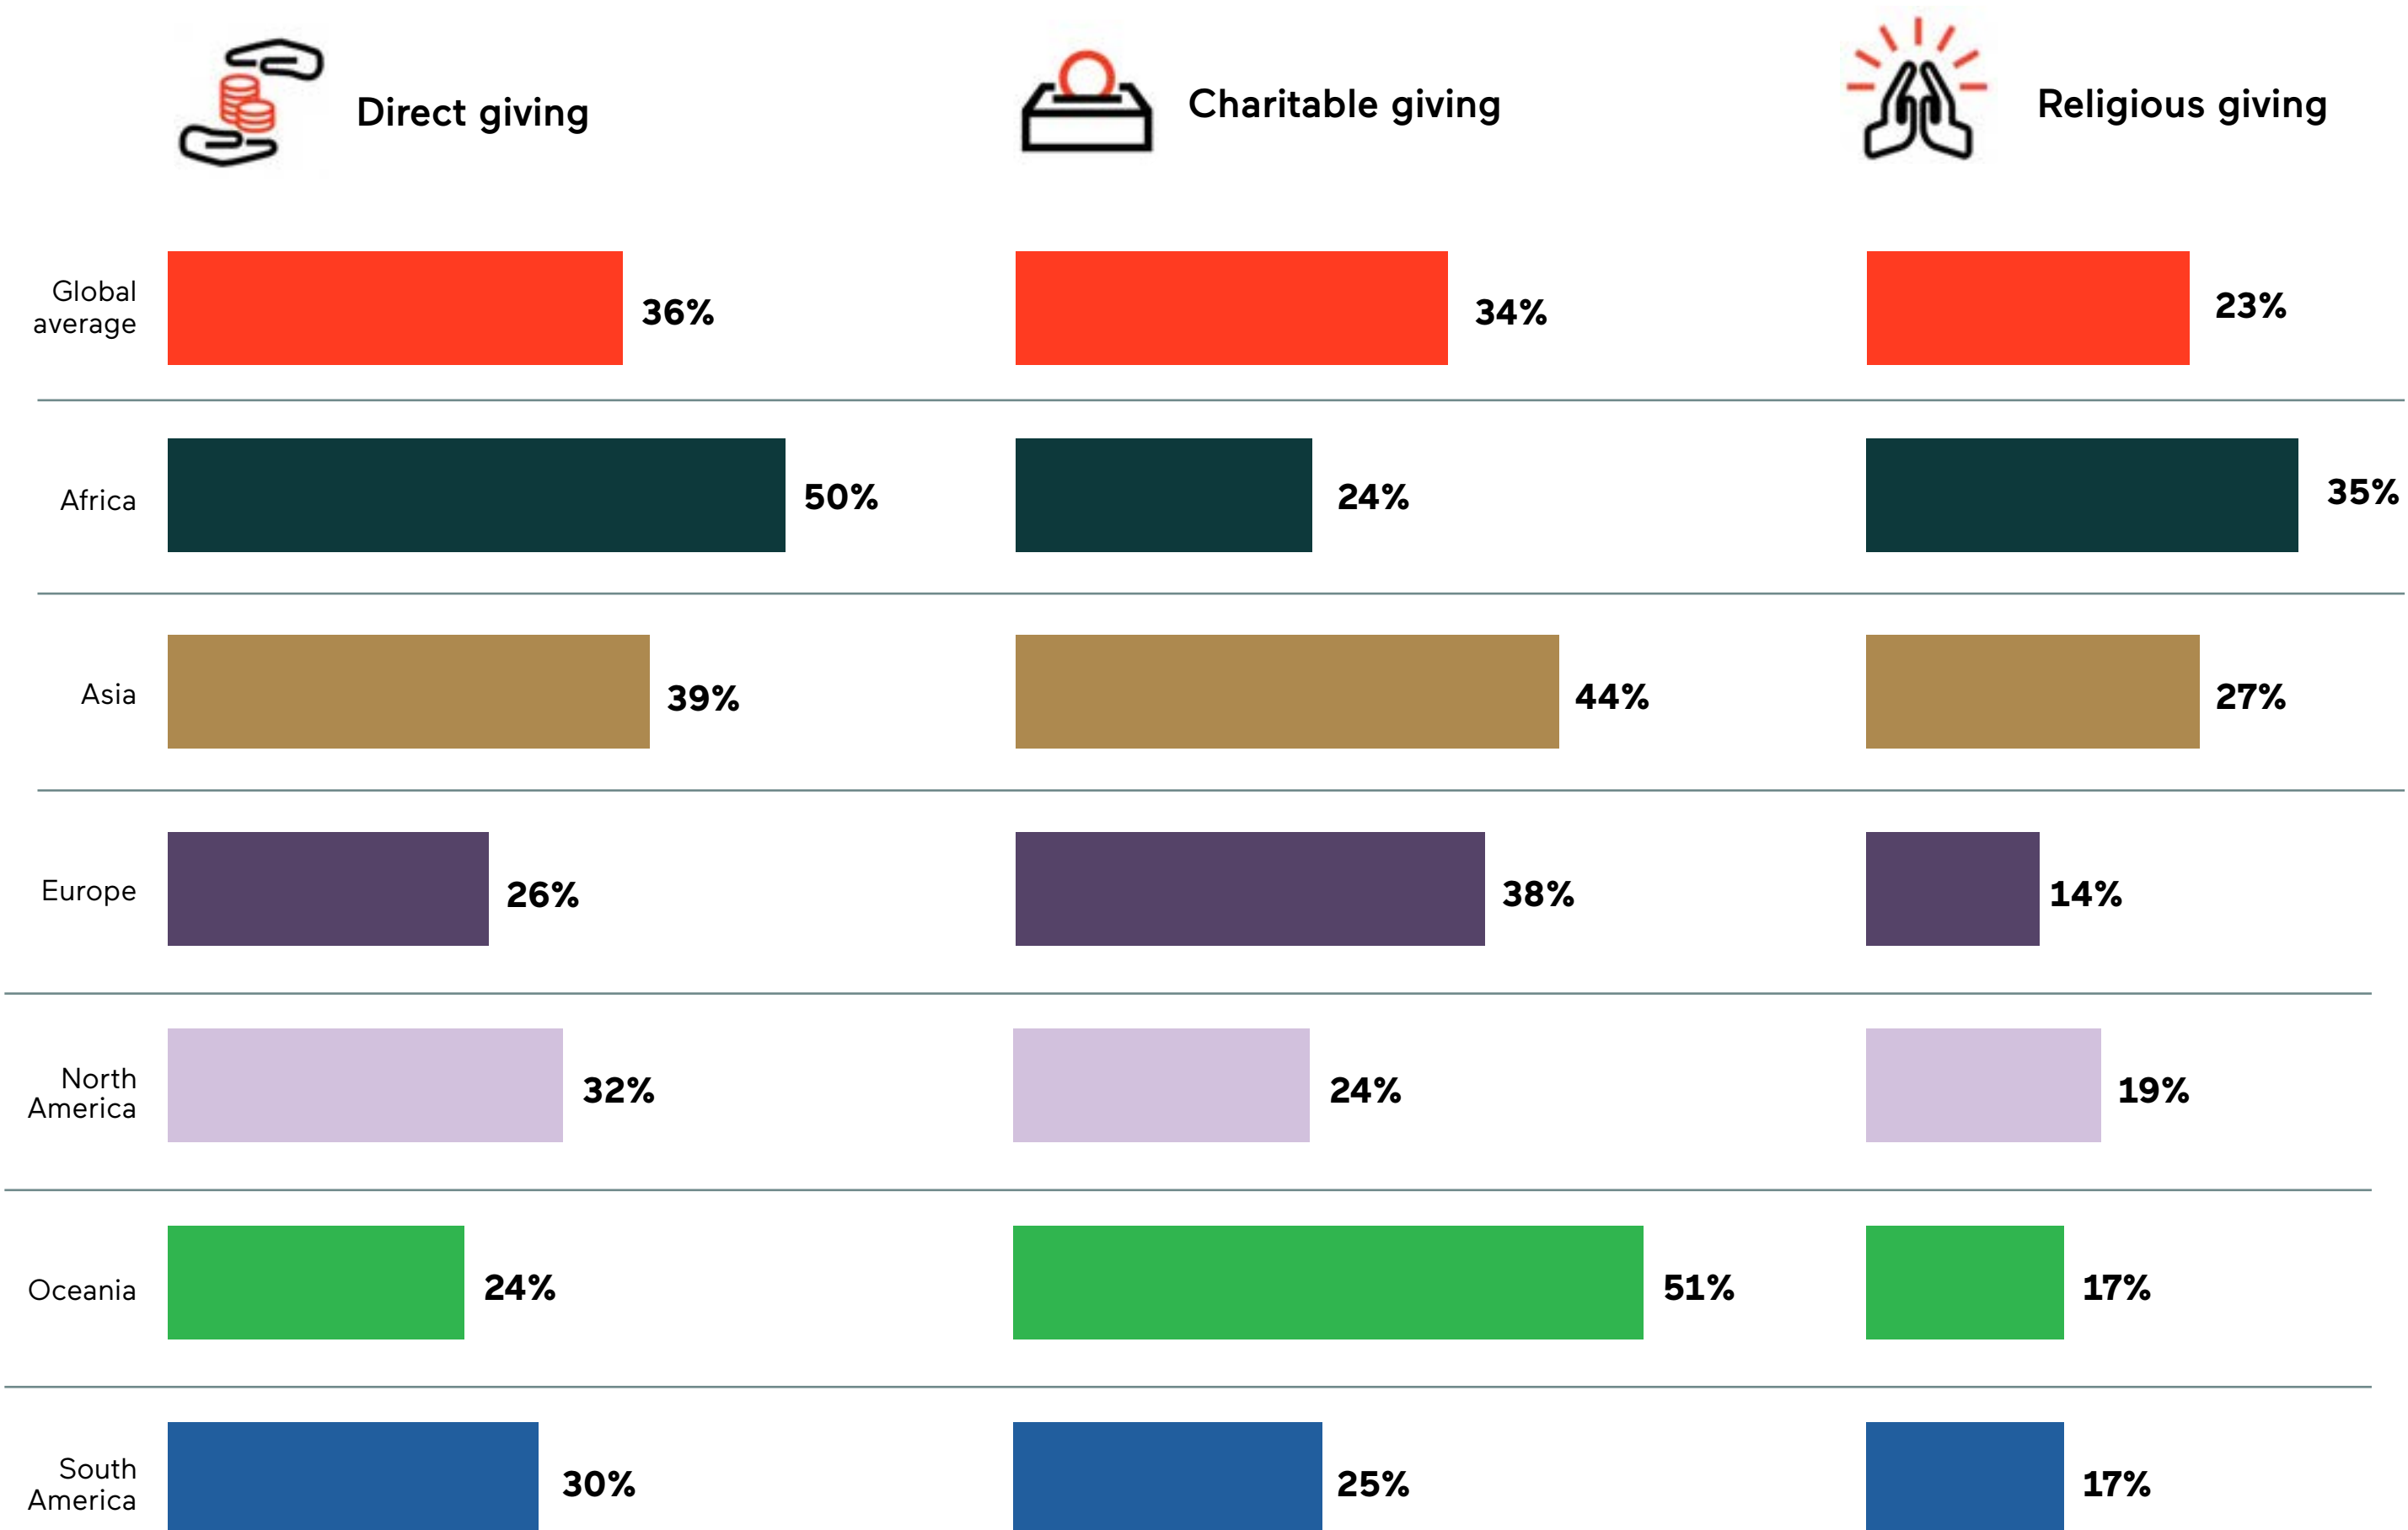 Direct giving
Charitable giving
Religious giving
Global
average
36%
34%
23%
Africa
50%
24%
35%
Asia
39%
44%
27%
Europe
26%
38%
14%
North
America
32%
24%
19%
Oceania
24%
51%
17%
South
America
30%
25%
17%